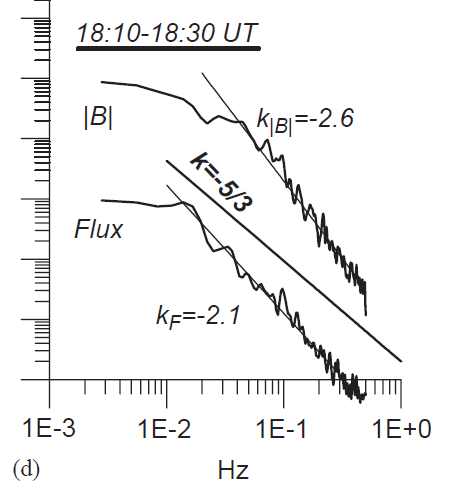 18:10-18:30 UT
|B|
k|B|=-2.6
k=-5/3
Flux
kF=-2.1
1E-3 1E-2 1E-1 1E+0
(d) Hz